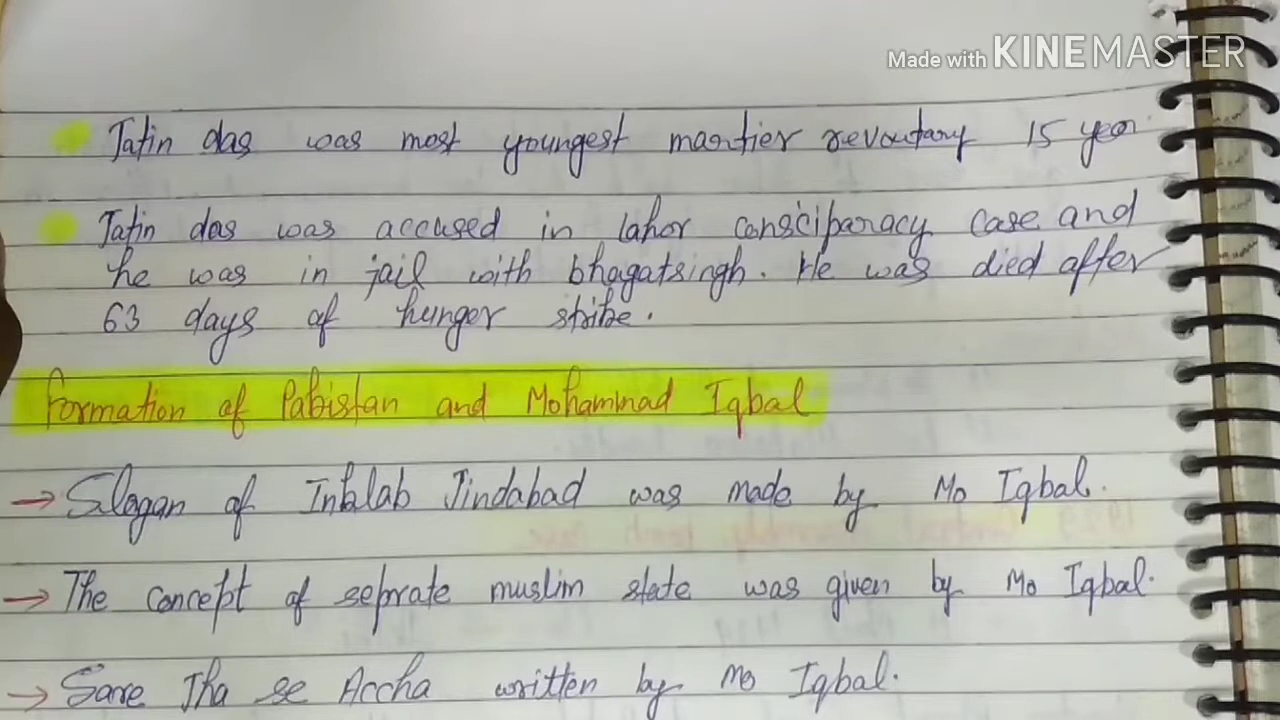 Made with KINEMASTER
Jatin das was most youngest martier revoutary 15 year.
Jatin das was accused in lahor consciparacy case and
he was in jail with bhagatsingh. He was died after
63 days of hunger strike.
Formation of Pakistan and Mohammad Iqbal
→ Slogan of Inklab Jindabad was made by Mo Iqbal.
→ The concept of seprate muslim state was given by Mo Iqbal.
→ Sare Jha se Accha written by Mo Iqbal.